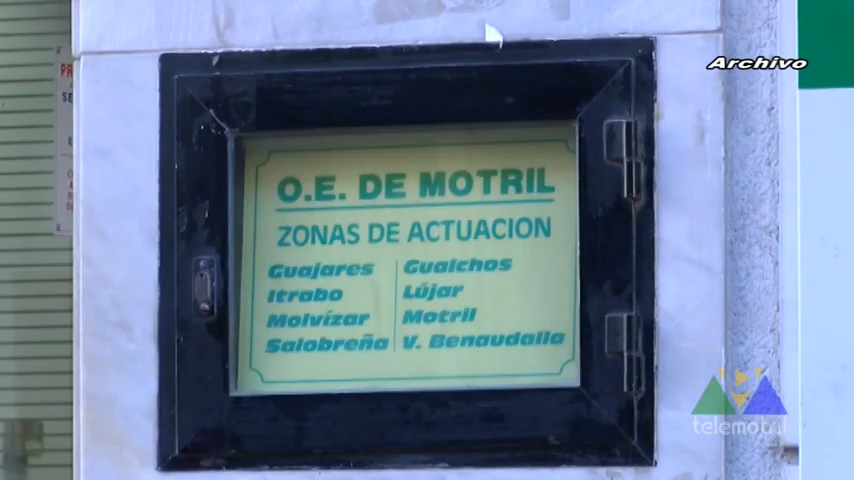 Archivo
O.E. DE MOTRIL
ZONAS DE ACTUACION
Guajares
Itrabo
Molvízar
Salobreña
Gualchos
Lújar
Motril
V. Benaudalla
telemotril